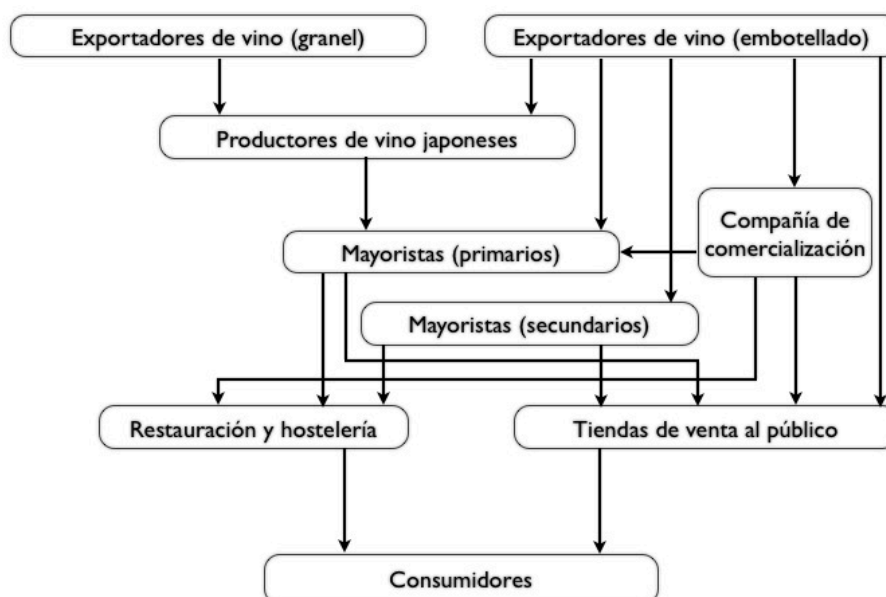 Exportadores de vino (granel)
Exportadores de vino (embotellado)
Productores de vino japoneses
Compañía de
comercialización
Mayoristas (primarios)
Mayoristas (secundarios)
Restauración y hostelería
Tiendas de venta al público
Consumidores